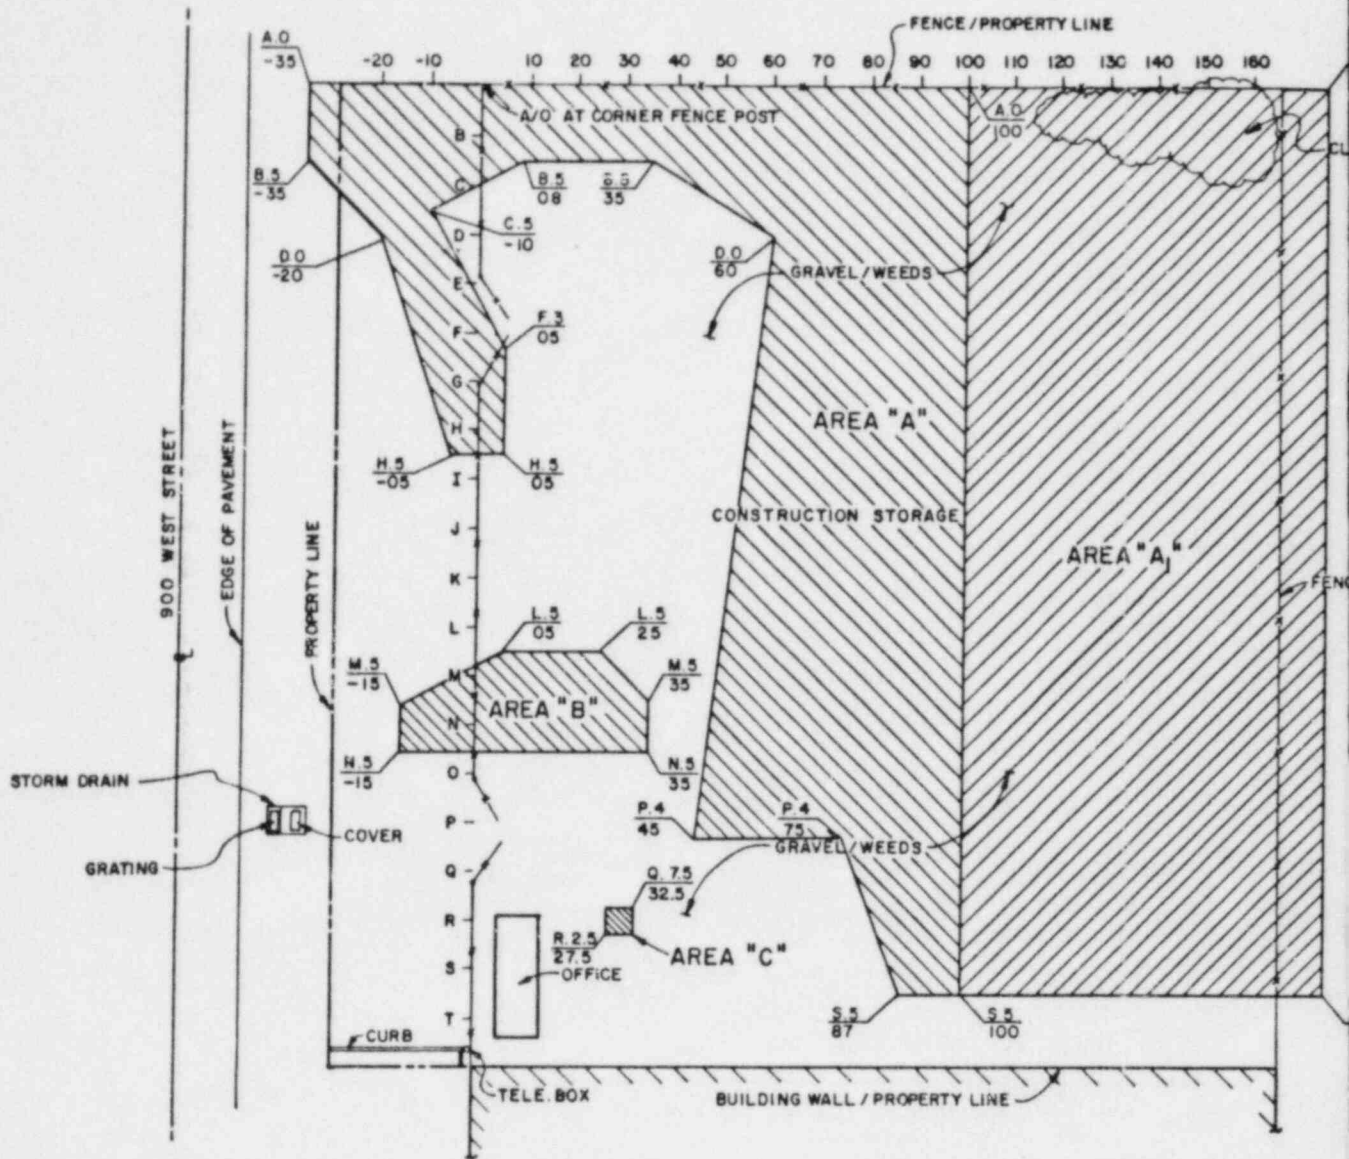 FENCE/PROPERTY LINE
A.0
-35
-20 -10 10 20 30 40 50 60 70 80 90 100 110 120 130 140 150 160
A/0 AT CORNER FENCE POST
A.0
100
B
B.5
-35
C
B.5
08
35
C.5
-10
D
D.0
-20
D.0
60
GRAVEL/WEEDS
E
F
F.3
05
G
H
AREA "A"
H.5
-05
H.5
05
I
900 WEST STREET
EDGE OF PAVEMENT
PROPERTY LINE
J
CONSTRUCTION STORAGE
AREA "A1"
K
L
L.5
05
L.5
25
M.5
-15
M
M.5
35
AREA "B"
N
N.5
-15
O
N.5
35
STORM DRAIN
P
P.4
45
P.4
75
COVER
GRAVEL/WEEDS
GRATING
Q
Q.7.5
32.5
R
R.2.5
27.5
AREA "C"
S
OFFICE
T
S.5
87
S.5
100
CURB
TELE. BOX
BUILDING WALL / PROPERTY LINE